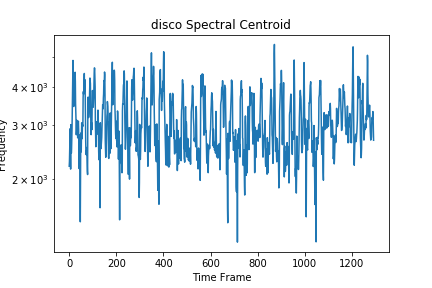 disco Spectral Centroid
4 × 10³
3 × 10³
2 × 10³
Frequency
0 200 400 600 800 1000 1200
Time Frame